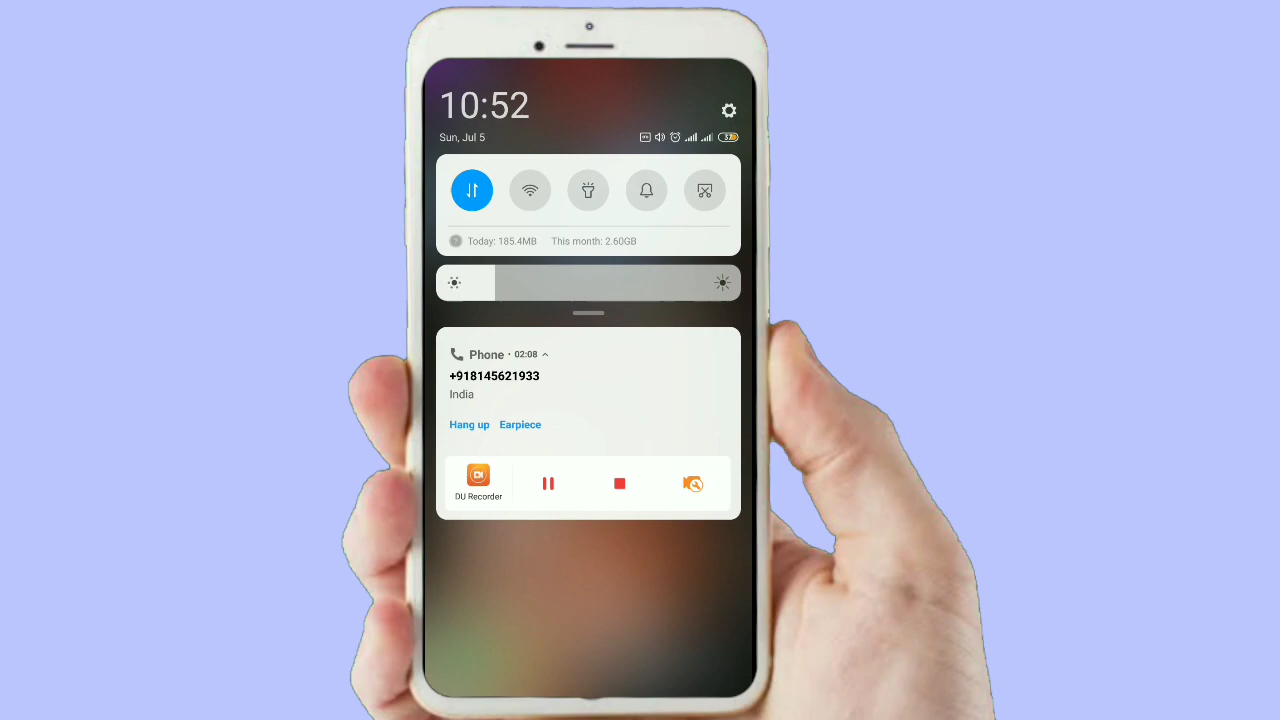 10:52
Sun, Jul 5
37
Today: 185.4MB This month: 2.60GB
Phone · 02:08
+918145621933
India
Hang up Earpiece
DU Recorder